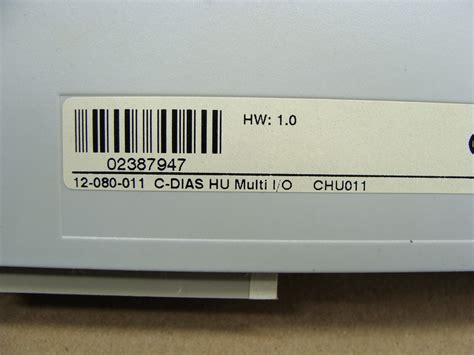 HW: 1.0
02387947
12-080-011 C-DIAS HU Multi I/O CHU011